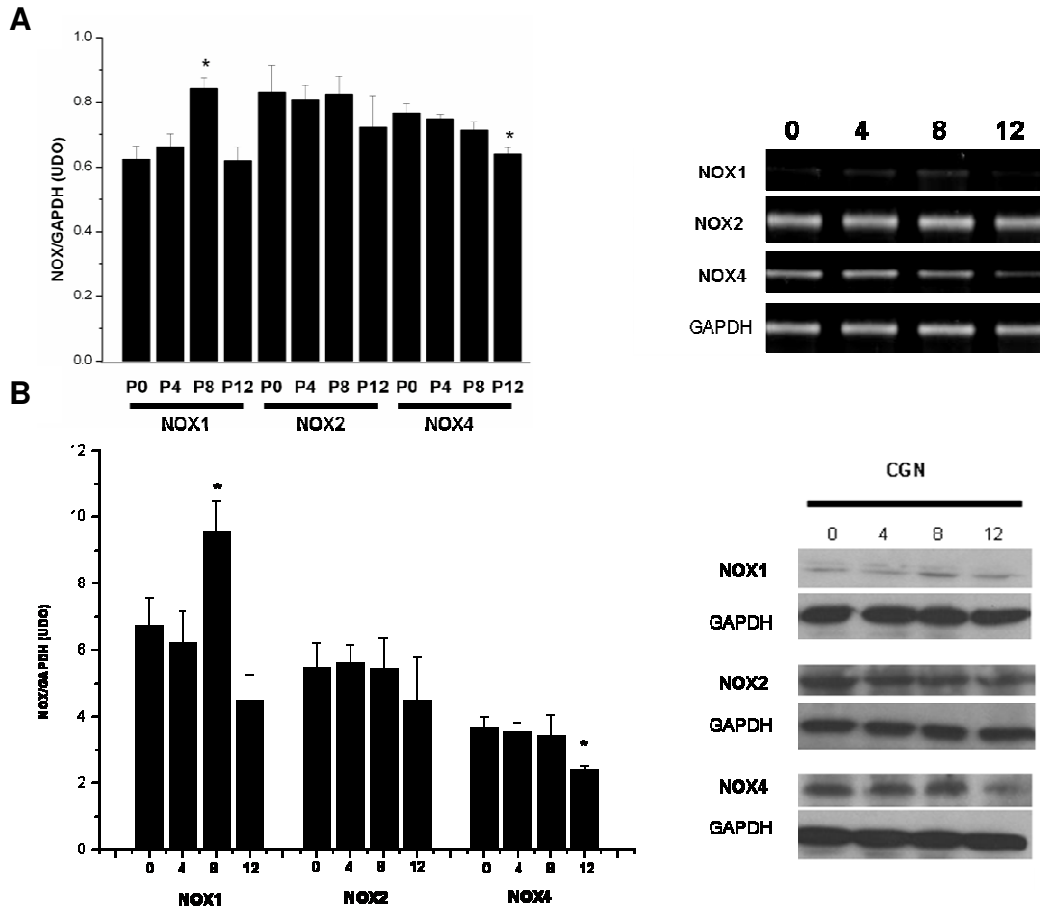 A
1.0
0.8
0.6
0.4
0.2
0.0
NOX/GAPDH (UDO)
*
*
P0 P4 P8 P12 P0 P4 P8 P12 P0 P4 P8 P12
NOX1 NOX2 NOX4
0 4 8 12
NOX1
NOX2
NOX4
GAPDH
B
12
10
8
6
4
2
0
NOX/GAPDH [UDO]
*
*
0 4 8 12 0 4 8 12 0 4 8 12
NOX1 NOX2 NOX4
CGN
0 4 8 12
NOX1
GAPDH
NOX2
GAPDH
NOX4
GAPDH